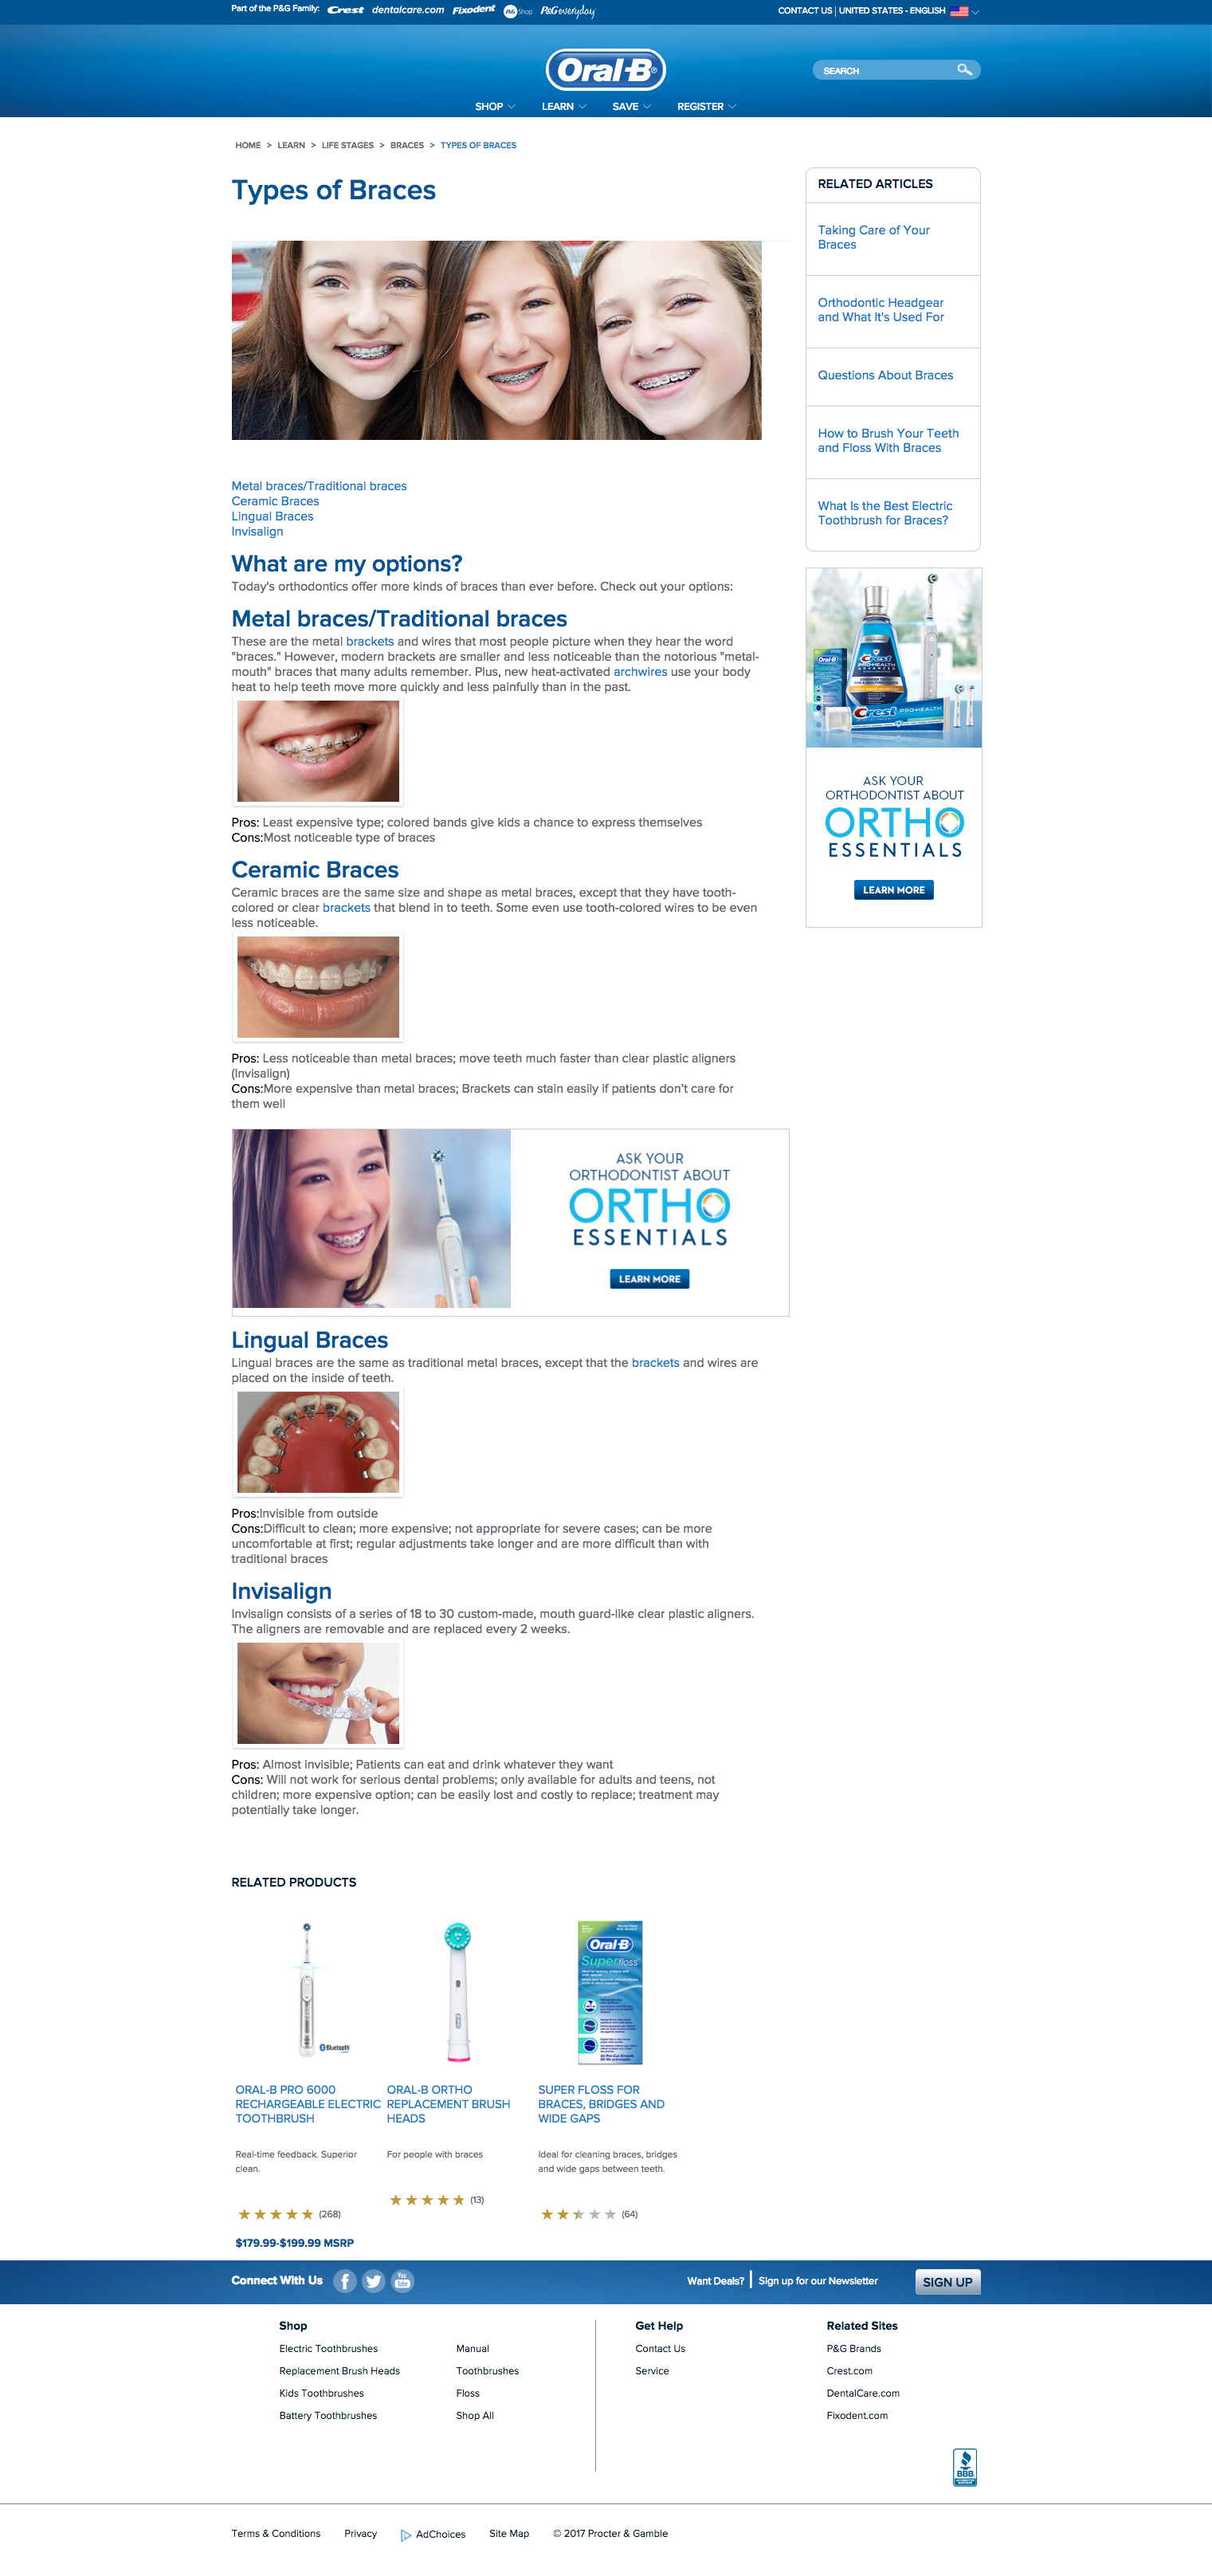 Part of the P&G Family: Crest dentalcare.com Fixodent P&G Shop P&G everyday
CONTACT US | UNITED STATES - ENGLISH
Oral-B
SEARCH
SHOP LEARN SAVE REGISTER
HOME > LEARN > LIFE STAGES > BRACES > TYPES OF BRACES
Types of Braces
Metal braces/Traditional braces
Ceramic Braces
Lingual Braces
Invisalign
What are my options?
Today's orthodontics offer more kinds of braces than ever before. Check out your options:
Metal braces/Traditional braces
These are the metal brackets and wires that most people picture when they hear the word
"braces." However, modern brackets are smaller and less noticeable than the notorious "metal-
mouth" braces that many adults remember. Plus, new heat-activated archwires use your body
heat to help teeth move more quickly and less painfully than in the past.
Pros: Least expensive type; colored bands give kids a chance to express themselves
Cons:Most noticeable type of braces
Ceramic Braces
Ceramic braces are the same size and shape as metal braces, except that they have tooth-
colored or clear brackets that blend in to teeth. Some even use tooth-colored wires to be even
less noticeable.
Pros: Less noticeable than metal braces; move teeth much faster than clear plastic aligners
(Invisalign)
Cons:More expensive than metal braces; Brackets can stain easily if patients don't care for
them well
ASK YOUR
ORTHODONTIST ABOUT
ORTHO
ESSENTIALS
LEARN MORE
Lingual Braces
Lingual braces are the same as traditional metal braces, except that the brackets and wires are
placed on the inside of teeth.
Pros:Invisible from outside
Cons:Difficult to clean; more expensive; not appropriate for severe cases; can be more
uncomfortable at first; regular adjustments take longer and are more difficult than with
traditional braces
Invisalign
Invisalign consists of a series of 18 to 30 custom-made, mouth guard-like clear plastic aligners.
The aligners are removable and are replaced every 2 weeks.
Pros: Almost invisible; Patients can eat and drink whatever they want
Cons: Will not work for serious dental problems; only available for adults and teens, not
children; more expensive option; can be easily lost and costly to replace; treatment may
potentially take longer.
RELATED ARTICLES
Taking Care of Your
Braces
Orthodontic Headgear
and What It's Used For
Questions About Braces
How to Brush Your Teeth
and Floss With Braces
What Is the Best Electric
Toothbrush for Braces?
Oral-B
Crest
PRO-HEALTH
ADVANCED
Crest PRO-HEALTH
ASK YOUR
ORTHODONTIST ABOUT
ORTHO
ESSENTIALS
LEARN MORE
RELATED PRODUCTS
Bluetooth
Oral-B
Oral-B
Superfloss
ORAL-B PRO 6000
RECHARGEABLE ELECTRIC
TOOTHBRUSH
Real-time feedback. Superior
clean.
(268)
$179.99-$199.99 MSRP
ORAL-B ORTHO
REPLACEMENT BRUSH
HEADS
For people with braces
(13)
SUPER FLOSS FOR
BRACES, BRIDGES AND
WIDE GAPS
Ideal for cleaning braces, bridges
and wide gaps between teeth.
(64)
Connect With Us f You Tube
Want Deals? | Sign up for our Newsletter SIGN UP
Shop
Electric Toothbrushes
Replacement Brush Heads
Kids Toothbrushes
Battery Toothbrushes
Manual
Toothbrushes
Floss
Shop All
Get Help
Contact Us
Service
Related Sites
P&G Brands
Crest.com
DentalCare.com
Fixodent.com
BBB
Terms & Conditions Privacy AdChoices Site Map © 2017 Procter & Gamble